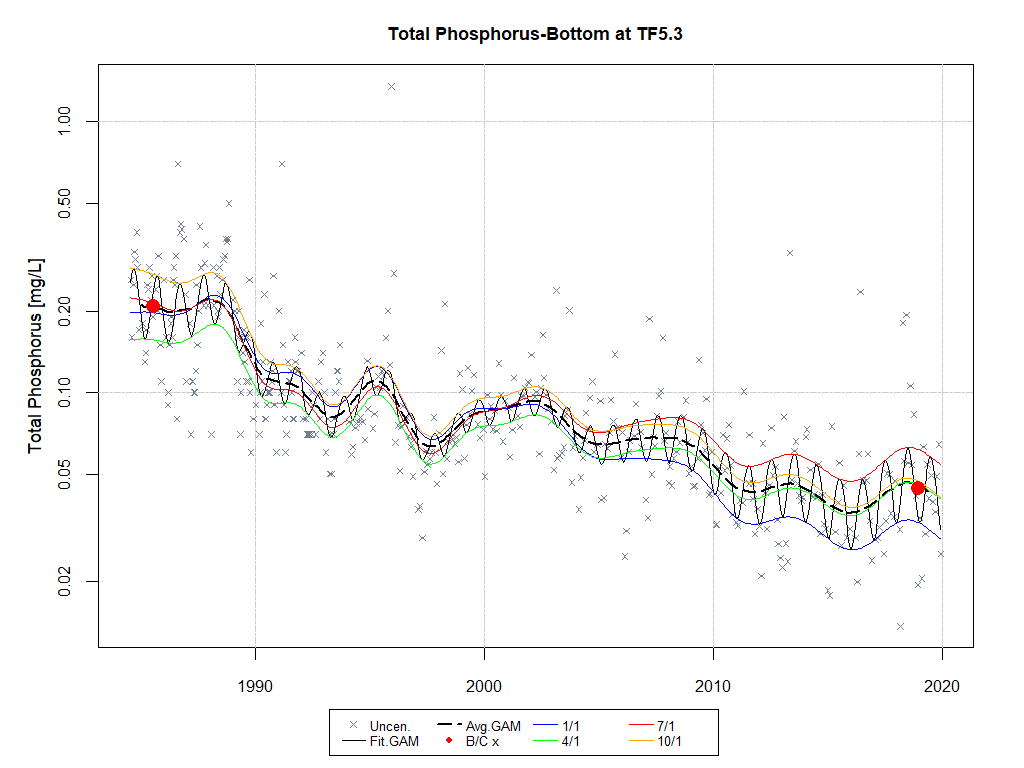 Total Phosphorus-Bottom at TF5.3
Total Phosphorus [mg/L]
1.00
0.50
0.20
0.10
0.05
0.02
1990 2000 2010 2020
Uncen. Avg.GAM 1/1 7/1
Fit.GAM B/C x 4/1 10/1